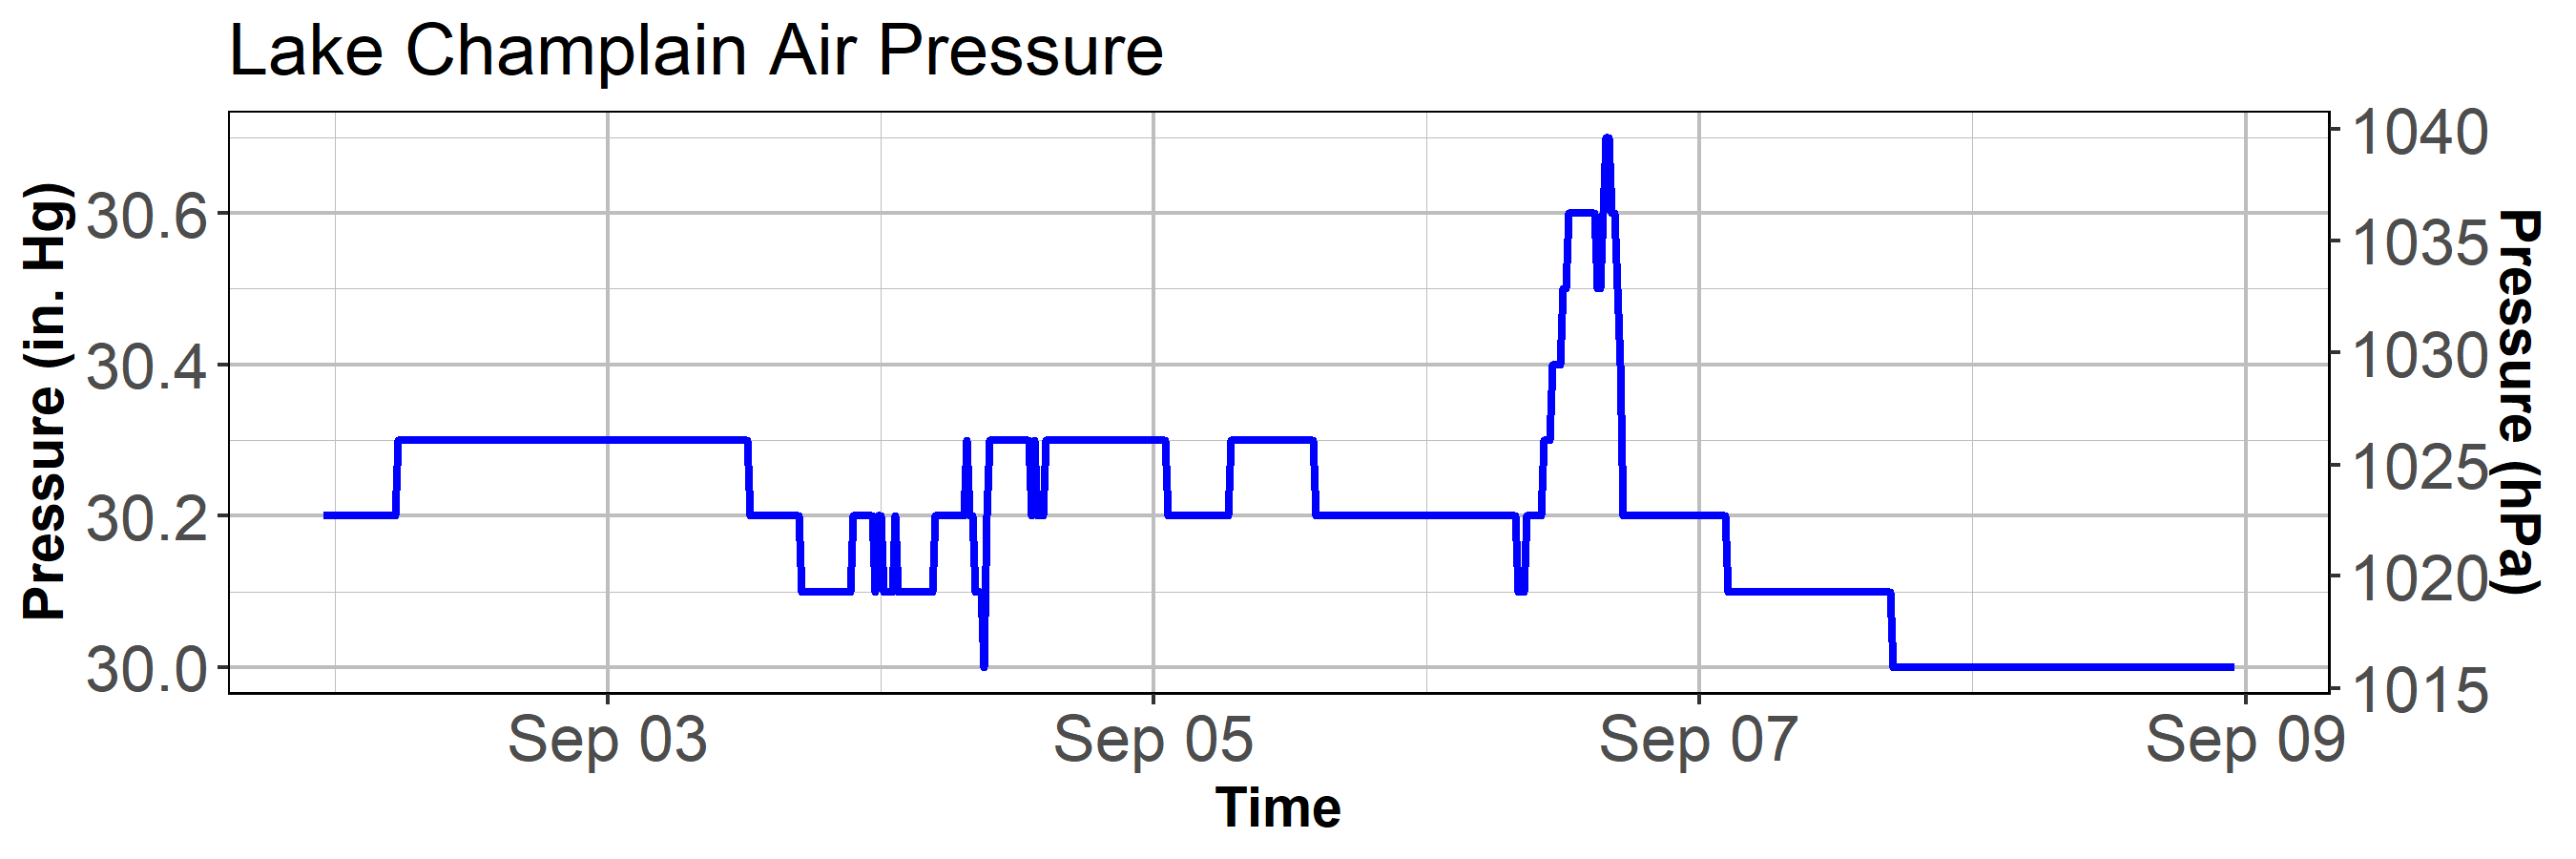 Lake Champlain Air Pressure
Pressure (in. Hg)
30.6
30.4
30.2
30.0
1040
1035
1030
1025
1020
1015
Pressure (hPa)
Sep 03 Sep 05 Sep 07 Sep 09
Time